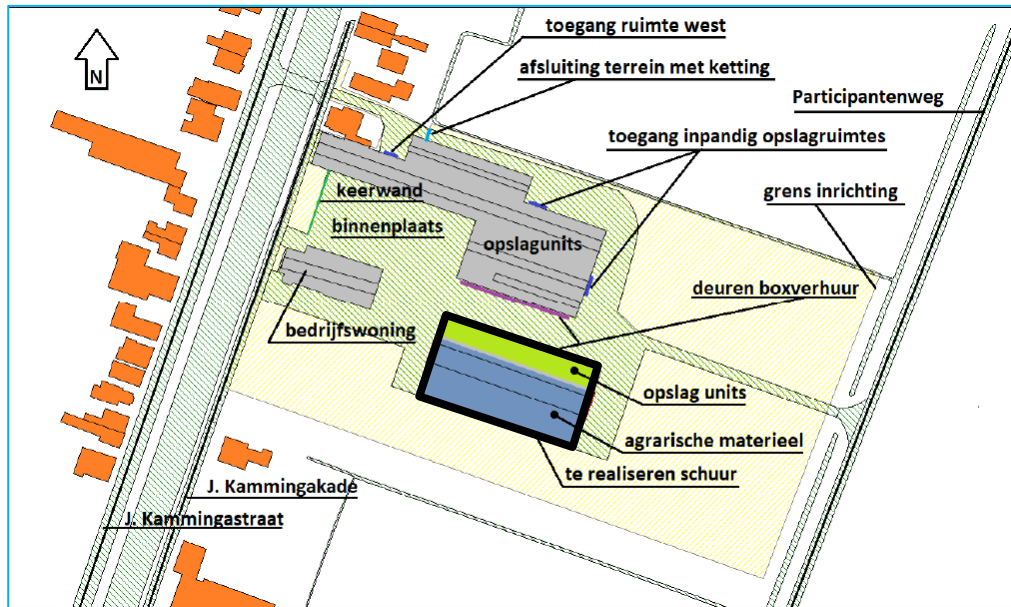 toegang ruimte west
afsluiting terrein met ketting
N
Participantenweg
toegang inpandig opslagruimtes
keerwand
grens inrichting
binnenplaats
opslagunits
deuren boxverhuur
bedrijfswoning
opslag units
agrarische materieel
te realiseren schuur
J. Kammingakade
J. Kammingastraat